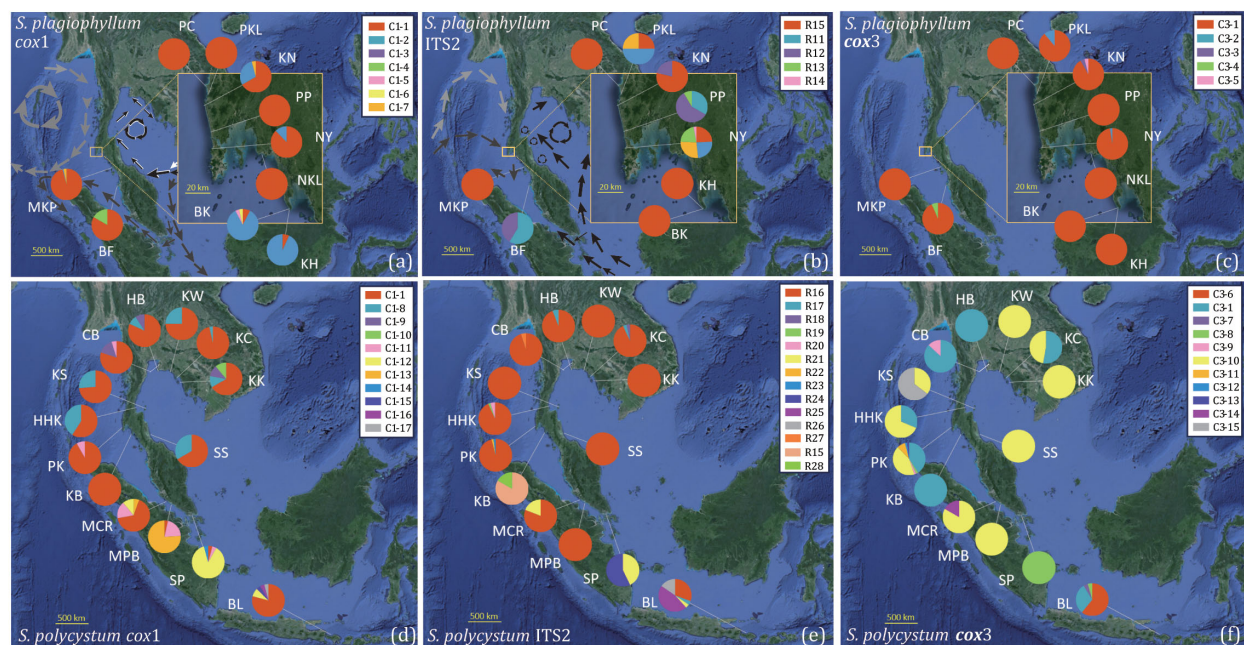 S. plagiophyllum
cox1
PC
PKL
KN
PP
NY
NKL
20 km
MKP
BK
BF
KH
500 km
(a)
C1-1
C1-2
C1-3
C1-4
C1-5
C1-6
C1-7
S. plagiophyllum
ITS2
PC
PKL
KN
PP
NY
KH
20 km
MKP
BF
BK
500 km
(b)
R15
R11
R12
R13
R14
S. plagiophyllum
cox3
PC
PKL
KN
PP
NY
NKL
20 km
MKP
BK
BF
KH
500 km
(c)
C3-1
C3-2
C3-3
C3-4
C3-5
HB
KW
CB
KC
KS
KK
HHK
SS
PK
KB
MCR
MPB
SP
BL
500 km
S. polycystum cox1
(d)
C1-1
C1-8
C1-9
C1-10
C1-11
C1-12
C1-13
C1-14
C1-15
C1-16
C1-17
HB
KW
CB
KC
KS
KK
HHK
SS
PK
KB
MCR
MPB
SP
BL
500 km
S. polycystum ITS2
(e)
R16
R17
R18
R19
R20
R21
R22
R23
R24
R25
R26
R27
R15
R28
HB
KW
CB
KC
KS
KK
HHK
SS
PK
KB
MCR
MPB
SP
BL
500 km
S. polycystum cox3
(f)
C3-6
C3-1
C3-7
C3-8
C3-9
C3-10
C3-11
C3-12
C3-13
C3-14
C3-15